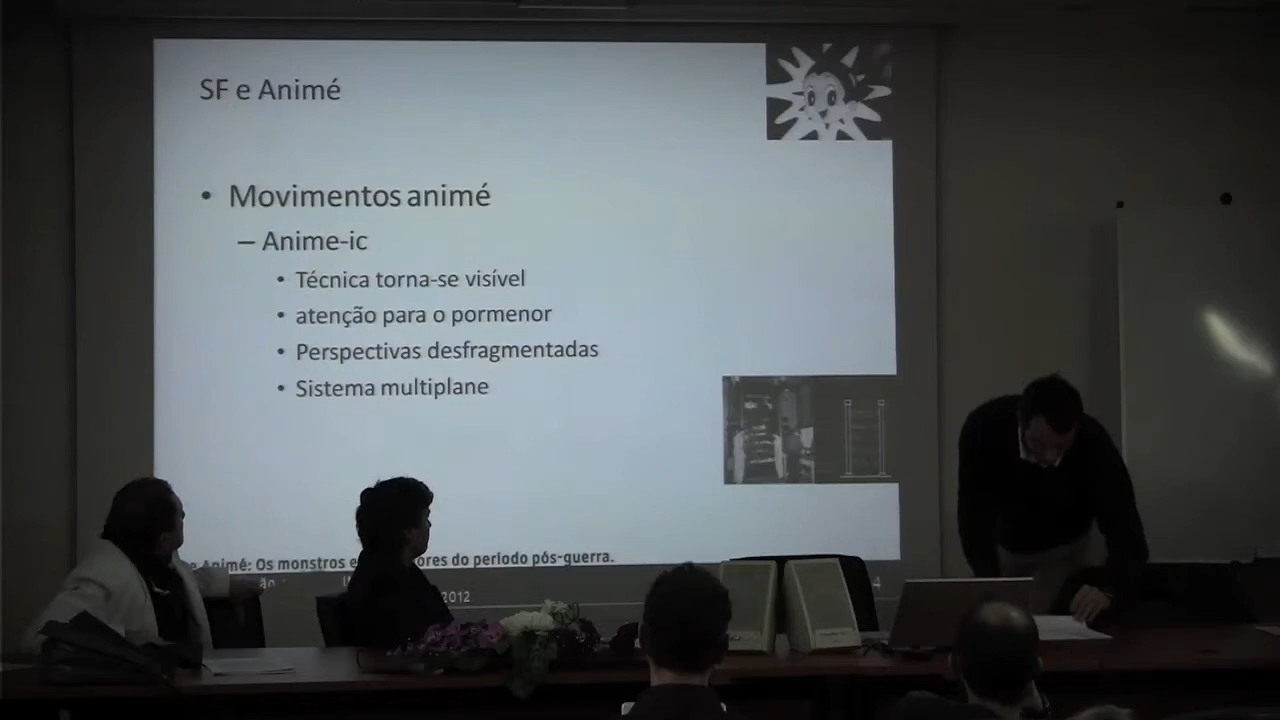 SF e Animé
• Movimentos animé
– Anime-ic
• Técnica torna-se visível
• atenção para o pormenor
• Perspectivas desfragmentadas
• Sistema multiplane
e Animé: Os monstros e ores do período pós-guerra.
2012
4